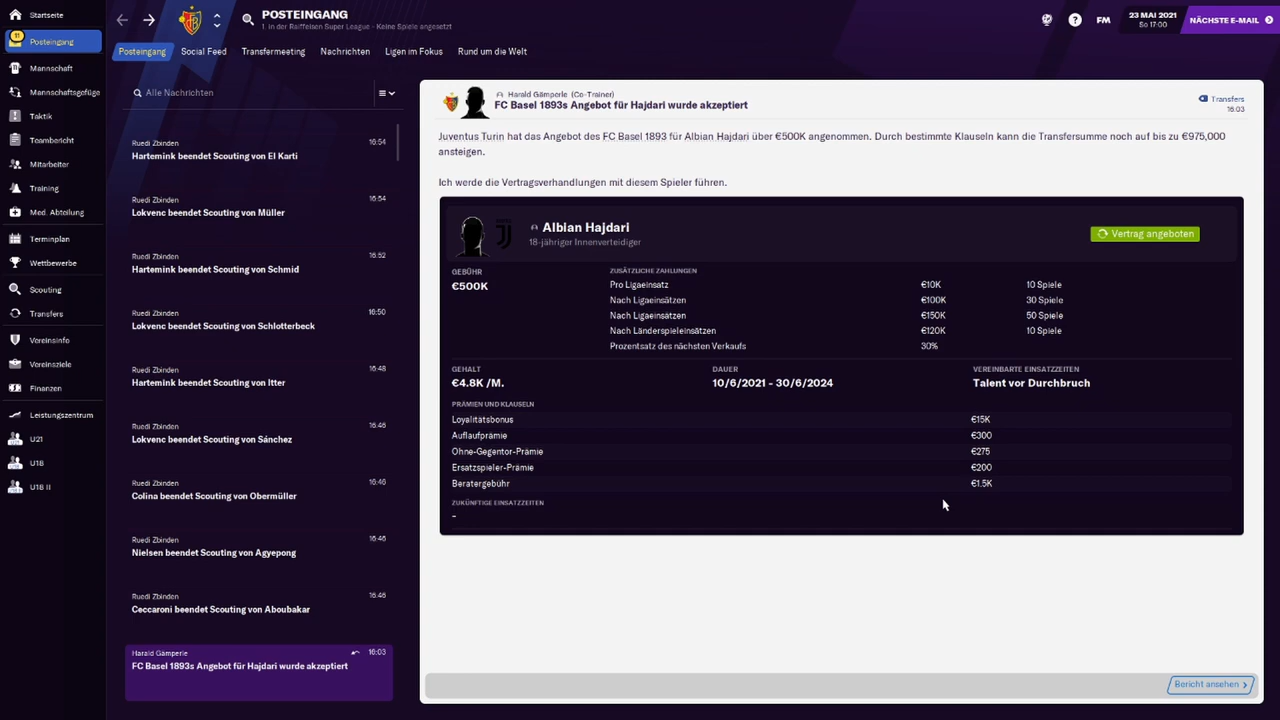 Startseite
11
Posteingang
Mannschaft
Mannschaftsgefüge
Taktik
Teambericht
Mitarbeiter
Training
Med. Abteilung
Terminplan
Wettbewerbe
Scouting
Transfers
Vereinsinfo
Vereinsziele
Finanzen
Leistungszentrum
U21
U18
U18 II
POSTEINGANG
1. in der Raiffeisen Super League - Keine Spiele angesetzt
FM
23 MAI 2021
So 17:00
NÄCHSTE E-MAIL
Posteingang Social Feed Transfermeeting Nachrichten Ligen im Fokus Rund um die Welt
Alle Nachrichten
Ruedi Zbinden 16:54
Hartemink beendet Scouting von El Karti
Ruedi Zbinden 16:54
Lokvenc beendet Scouting von Müller
Ruedi Zbinden 16:52
Hartemink beendet Scouting von Schmid
Ruedi Zbinden 16:50
Lokvenc beendet Scouting von Schlotterbeck
Ruedi Zbinden 16:48
Hartemink beendet Scouting von Itter
Ruedi Zbinden 16:46
Lokvenc beendet Scouting von Sánchez
Ruedi Zbinden 16:46
Colina beendet Scouting von Obermüller
Ruedi Zbinden 16:46
Nielsen beendet Scouting von Agyepong
Ruedi Zbinden 16:46
Ceccaroni beendet Scouting von Aboubakar
Harald Gämperle 16:03
FC Basel 1893s Angebot für Hajdari wurde akzeptiert
Harald Gämperle (Co-Trainer)
FC Basel 1893s Angebot für Hajdari wurde akzeptiert
Transfers
16:03
Juventus Turin hat das Angebot des FC Basel 1893 für Albian Hajdari über €500K angenommen. Durch bestimmte Klauseln kann die Transfersumme noch auf bis zu €975,000
ansteigen.
Ich werde die Vertragsverhandlungen mit diesem Spieler führen.
Albian Hajdari
18-jähriger Innenverteidiger
Vertrag angeboten
GEBÜHR
€500K
ZUSÄTZLICHE ZAHLUNGEN
Pro Ligaeinsatz €10K 10 Spiele
Nach Ligaeinsätzen €100K 30 Spiele
Nach Ligaeinsätzen €150K 50 Spiele
Nach Länderspieleinsätzen €120K 10 Spiele
Prozentsatz des nächsten Verkaufs 30%
GEHALT DAUER VEREINBARTE EINSATZZEITEN
€4.8K /M. 10/6/2021 - 30/6/2024 Talent vor Durchbruch
PRÄMIEN UND KLAUSELN
Loyalitätsbonus €15K
Auflaufprämie €300
Ohne-Gegentor-Prämie €275
Ersatzspieler-Prämie €200
Beratergebühr €1.5K
ZUKÜNFTIGE EINSATZZEITEN
-
Bericht ansehen